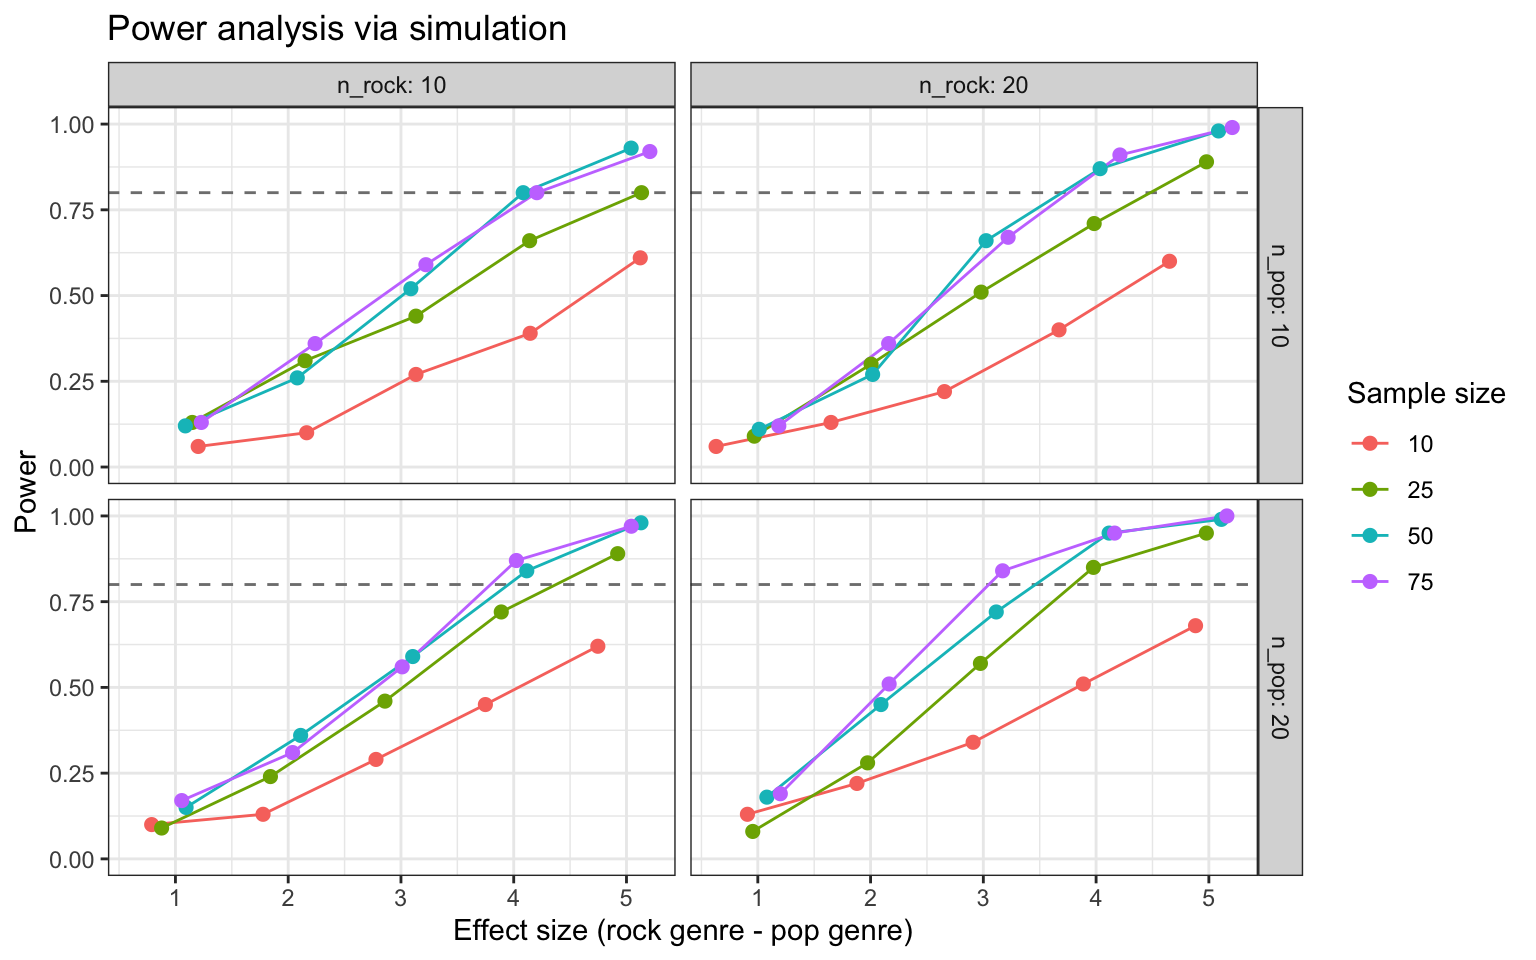 Power analysis via simulation
n_rock: 10
n_rock: 20
1.00
0.75
0.50
0.25
0.00
n_pop: 10
1.00
0.75
0.50
0.25
0.00
n_pop: 20
Power
1 2 3 4 5
1 2 3 4 5
Effect size (rock genre - pop genre)
Sample size
10
25
50
75